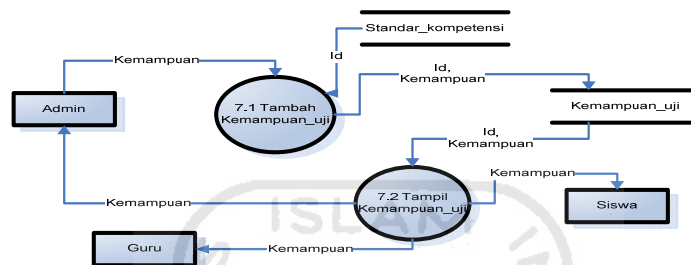 Standar_kompetensi
Kemampuan
Id
Id,
Kemampuan
7.1 Tambah
Kemampuan_uji
Admin
Kemampuan_uji
Id,
Kemampuan
Kemampuan
7.2 Tampil
Kemampuan_uji
Kemampuan
Siswa
Guru
Kemampuan
ISLAM